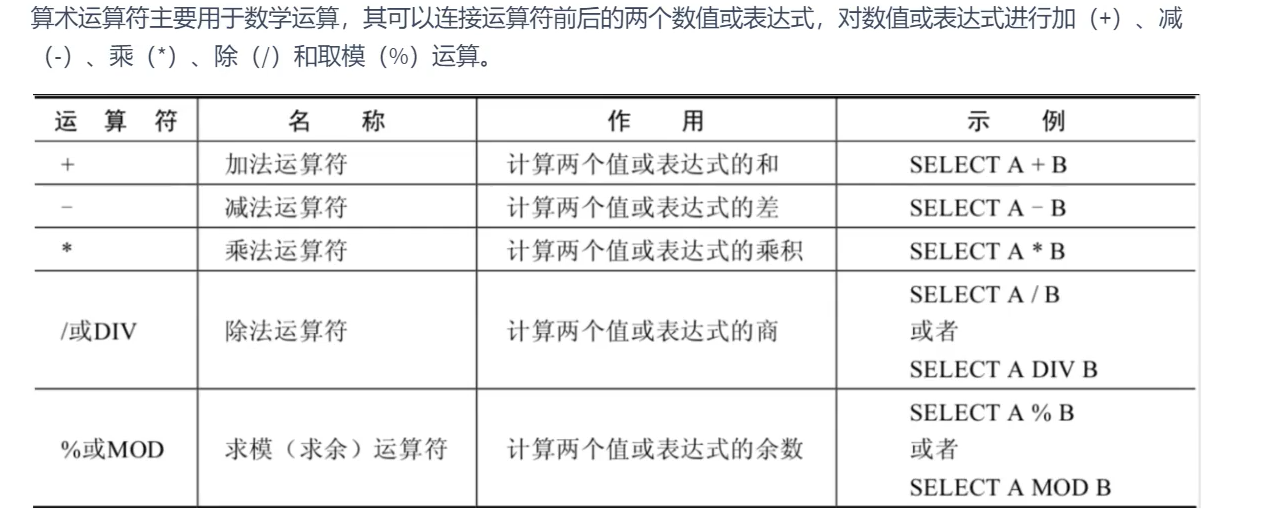 算术运算符主要用于数学运算，其可以连接运算符前后的两个数值或表达式，对数值或表达式进行加（+）、减
（-）、乘（*）、除（/）和取模（%）运算。
运 算 符 名 称 作 用 示 例
+ 加法运算符 计算两个值或表达式的和 SELECT A + B
− 减法运算符 计算两个值或表达式的差 SELECT A − B
* 乘法运算符 计算两个值或表达式的乘积 SELECT A * B
/或DIV 除法运算符 计算两个值或表达式的商 SELECT A / B
或者
SELECT A DIV B
%或MOD 求模（求余）运算符 计算两个值或表达式的余数 SELECT A % B
或者
SELECT A MOD B